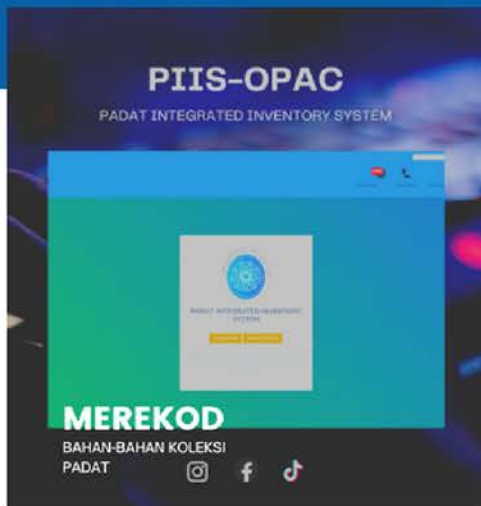 PIIS-OPAC
PADAT INTEGRATED INVENTORY SYSTEM
PADAT INTEGRATED INVENTORY
SYSTEM
MEREKOD
BAHAN-BAHAN KOLEKSI
PADAT